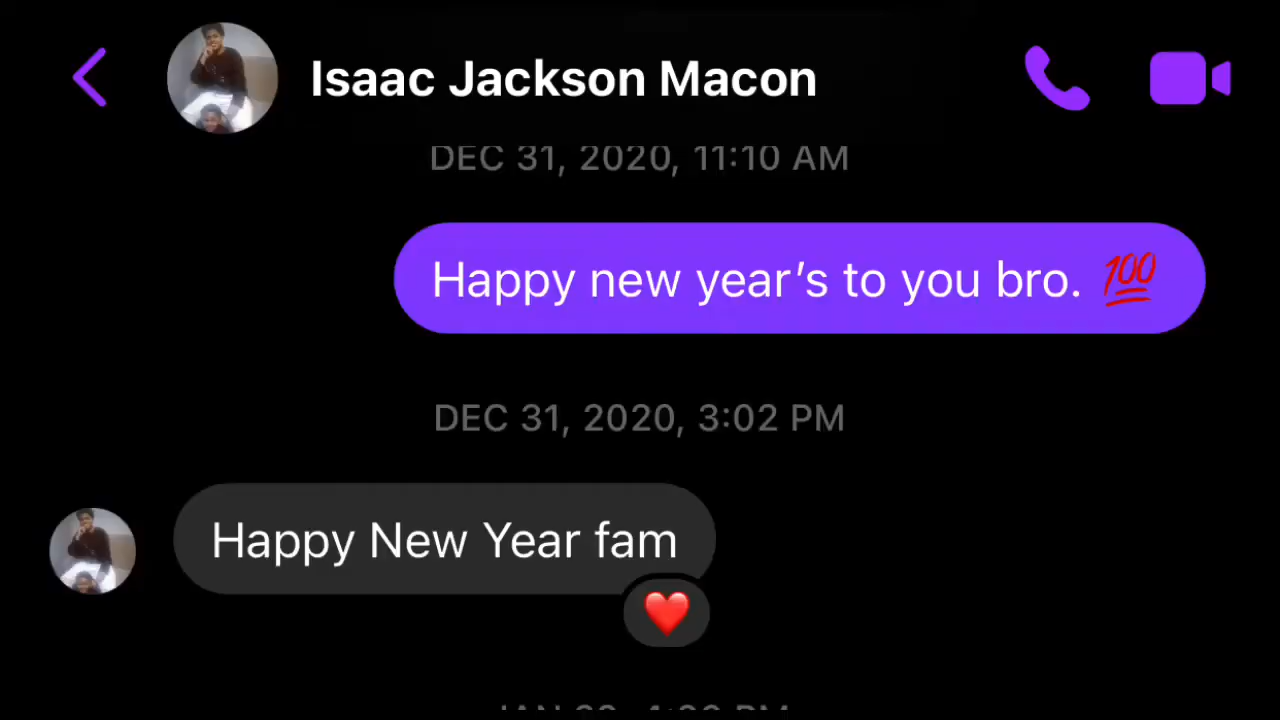 Isaac Jackson Macon
DEC 31, 2020, 11:10 AM
Happy new year’s to you bro. 💯
DEC 31, 2020, 3:02 PM
Happy New Year fam